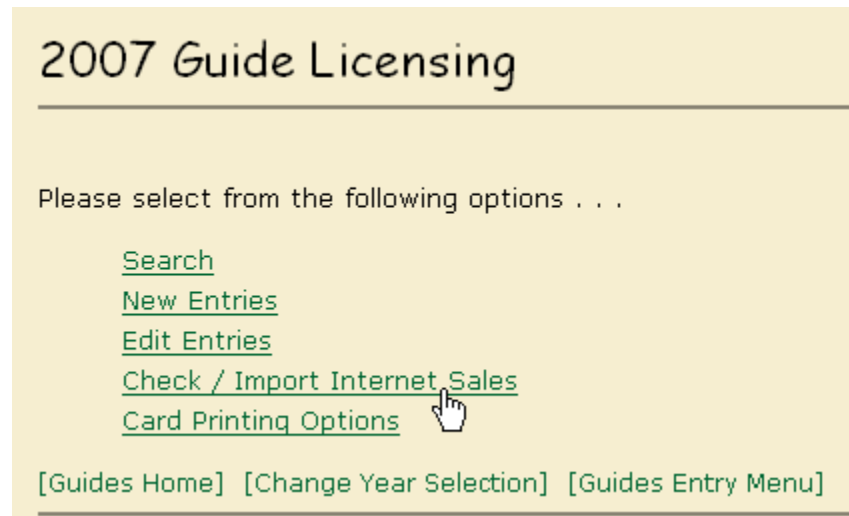 2007 Guide Licensing
Please select from the following options . . .
Search
New Entries
Edit Entries
Check / Import Internet Sales
Card Printing Options
[Guides Home] [Change Year Selection] [Guides Entry Menu]